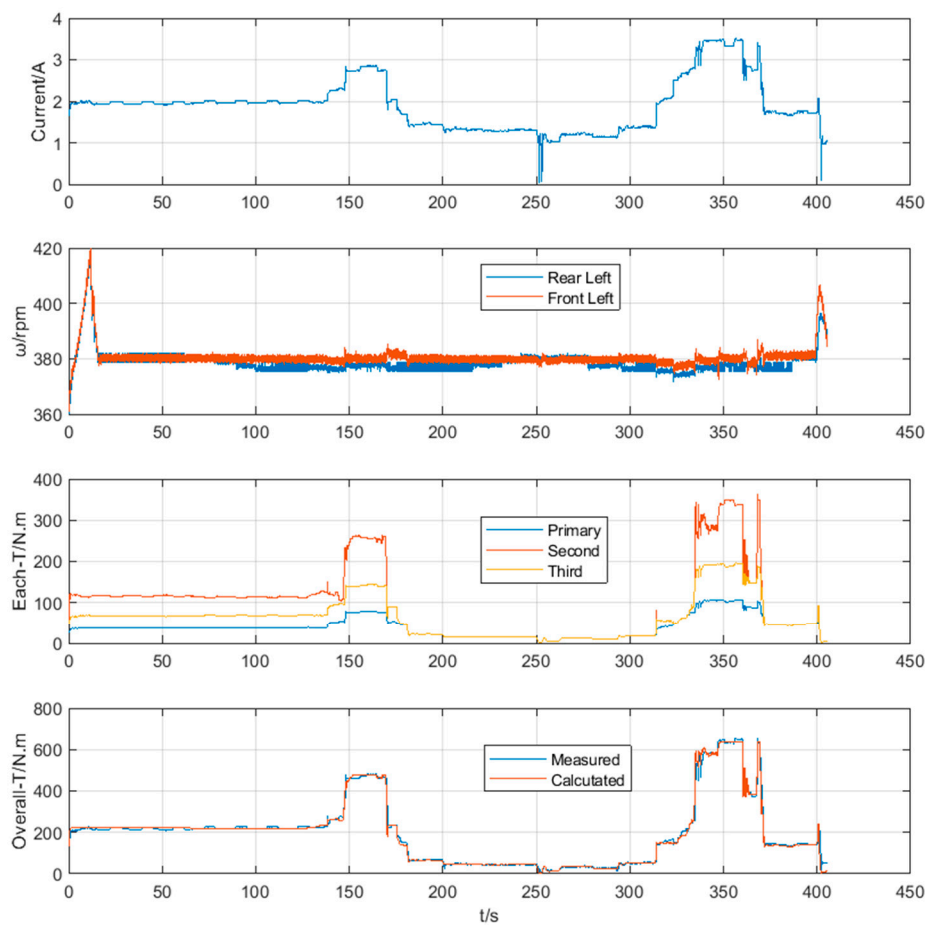 4
3
2
1
0
Current/A
0 50 100 150 200 250 300 350 400 450
420
400
380
360
ω/rpm
Rear Left
Front Left
0 50 100 150 200 250 300 350 400 450
400
300
200
100
0
Each-T/N.m
Primary
Second
Third
0 50 100 150 200 250 300 350 400 450
800
600
400
200
0
Overall-T/N.m
Measured
Calcutated
0 50 100 150 200 250 300 350 400 450
t/s